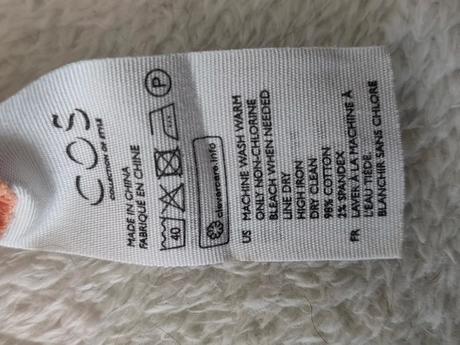 COS
COLLECTION OF STYLE
MADE IN CHINA
FABRIQUÉ EN CHINE
40
P
clevercare.info
US MACHINE WASH WARM
ONLY NON-CHLORINE
BLEACH WHEN NEEDED
LINE DRY
HIGH IRON
DRY CLEAN
98% COTTON
2% SPANDEX
FR LAVER À LA MACHINE À
L'EAU TIÈDE.
BLANCHIR SANS CHLORE